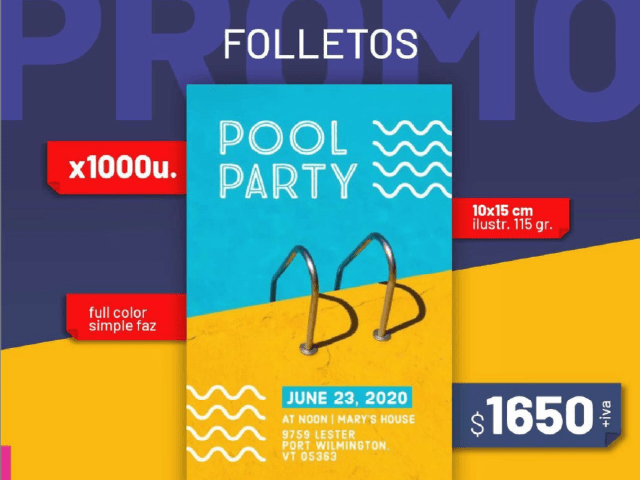 PROMO
FOLLETOS
POOL
PARTY
x1000u.
10x15 cm
ilustr. 115 gr.
full color
simple faz
JUNE 23, 2020
AT NOON | MARY'S HOUSE
9759 LESTER
PORT WILMINGTON,
VT 05363
$1650 +iva